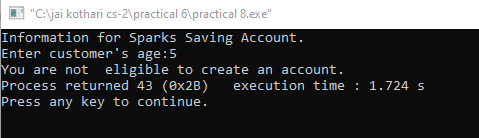 "C:\jai kothari cs-2\practical 6\practical 8.exe"
Information for Sparks Saving Account.
Enter customer's age:5
You are not  eligible to create an account.
Process returned 43 (0x2B)   execution time : 1.724 s
Press any key to continue.